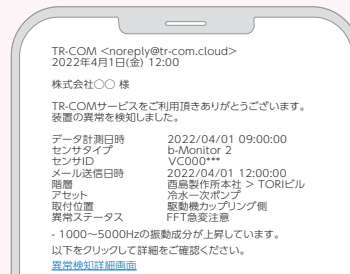 TR-COM <noreply@tr-com.cloud>
2022年4月1日(金) 12:00
株式会社○○ 様
TR-COMサービスをご利用頂きありがとうございます。
装置の異常を検知しました。
データ計測日時 2022/04/01 09:00:00
センサタイプ b-Monitor 2
センサID VC000***
メール送信日時 2022/04/01 12:00:00
階層 酉島製作所本社 > TORIビル
アセット 冷水一次ポンプ
取付位置 駆動機カップリング側
異常ステータス FFT急変注意
- 1000～5000Hzの振動成分が上昇しています。
以下をクリックして詳細をご確認ください。
異常検知詳細画面